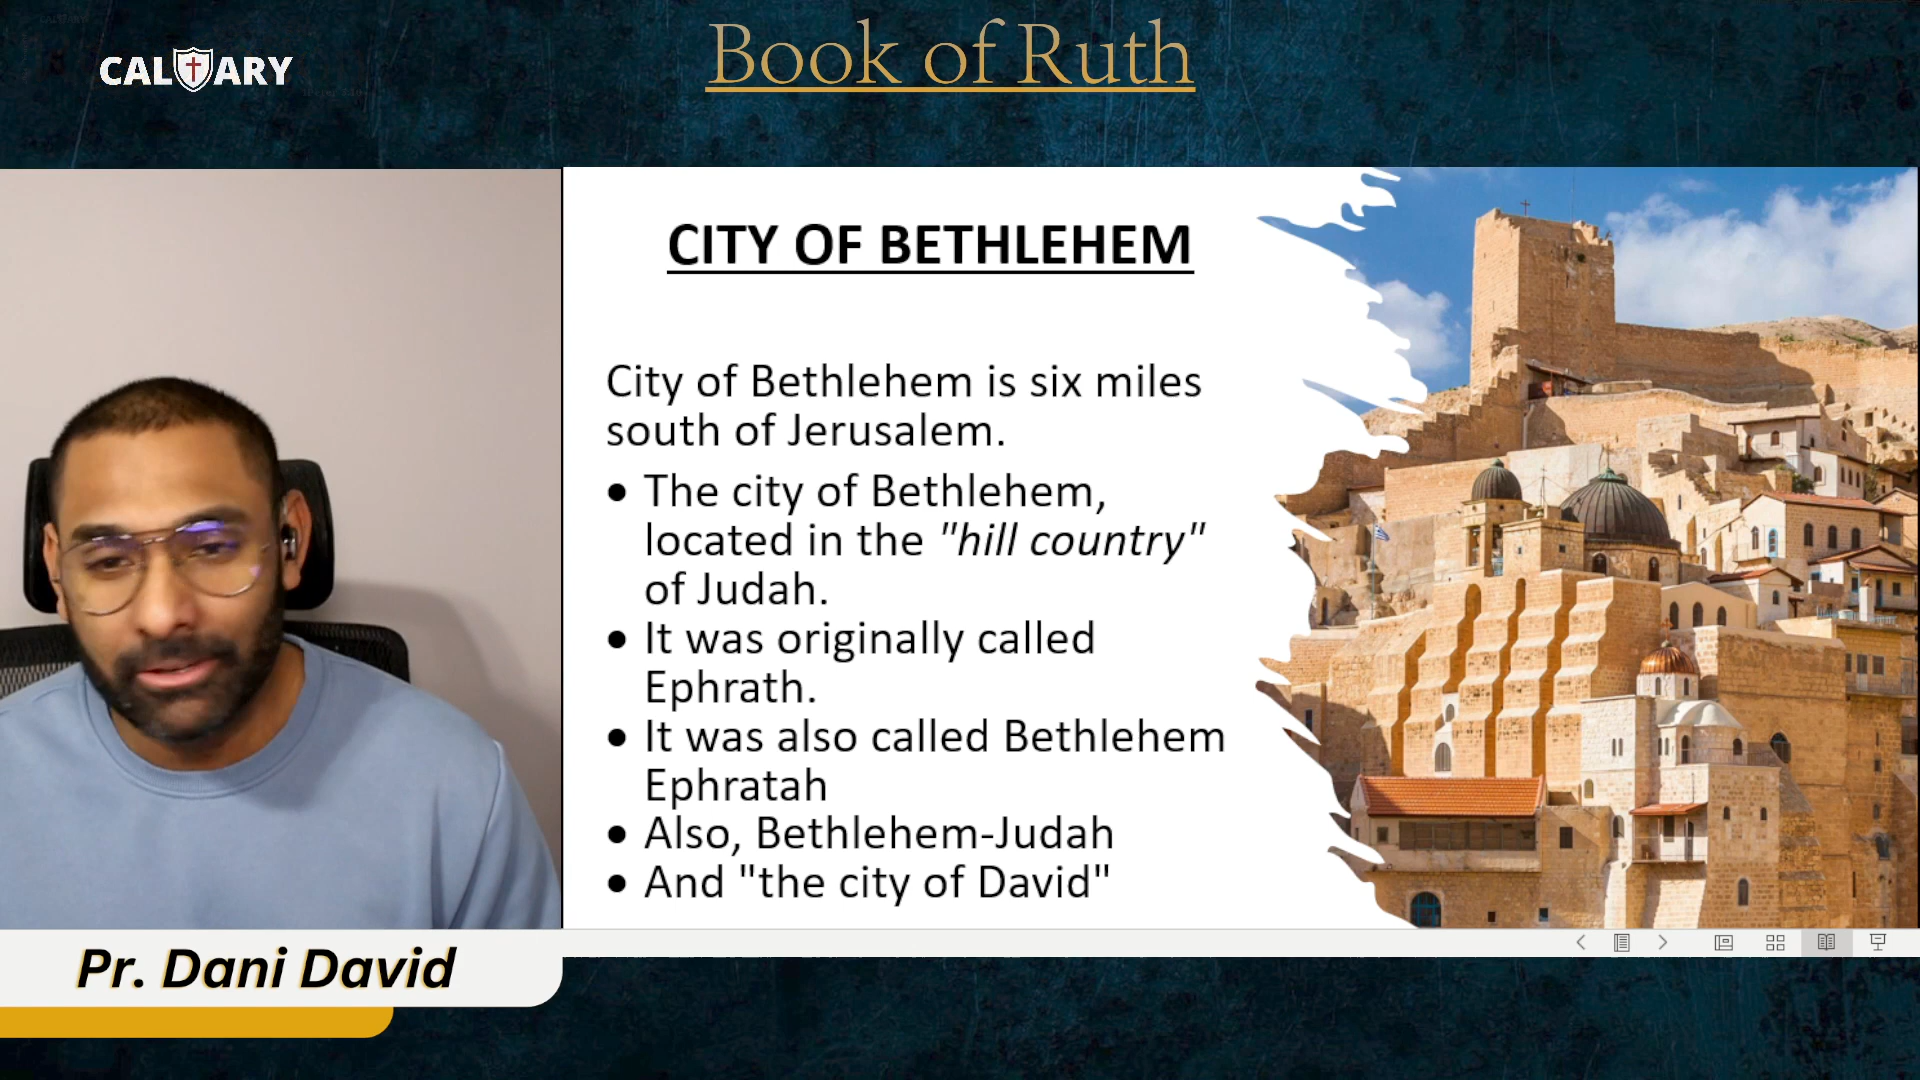 CALVARY
Book of Ruth
CITY OF BETHLEHEM
City of Bethlehem is six miles
south of Jerusalem.
• The city of Bethlehem,
located in the "hill country"
of Judah.
• It was originally called
Ephrath.
• It was also called Bethlehem
Ephratah
• Also, Bethlehem-Judah
• And "the city of David"
Pr. Dani David